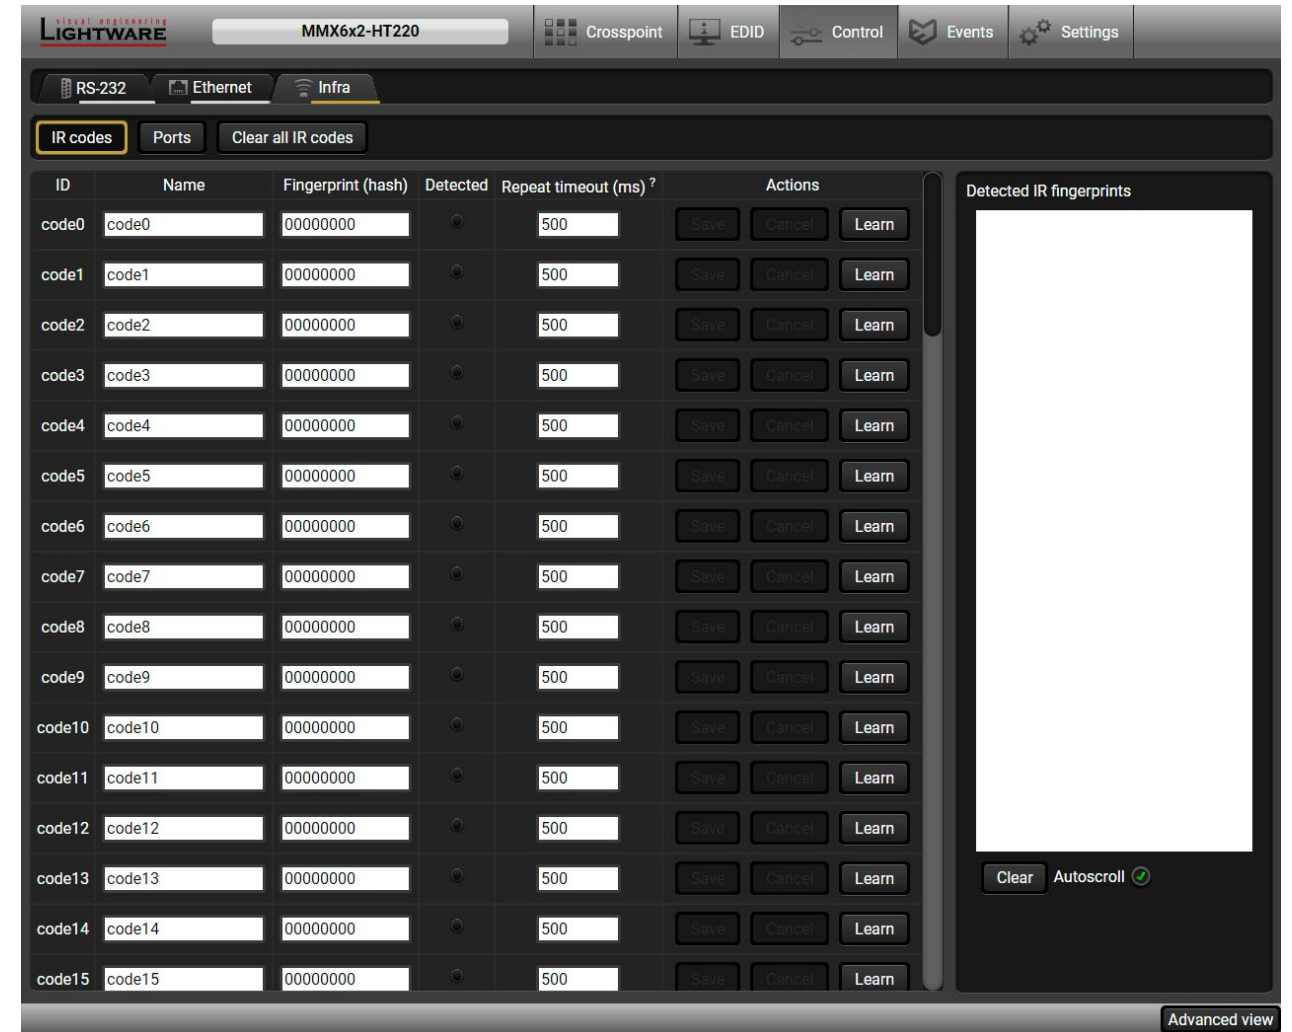 visual engineering
LIGHTWARE
MMX6x2-HT220
Crosspoint
EDID
Control
Events
Settings
RS-232
Ethernet
Infra
IR codes
Ports
Clear all IR codes
ID Name Fingerprint (hash) Detected Repeat timeout (ms) ? Actions
Detected IR fingerprints
code0 code0 00000000 500 Save Cancel Learn
code1 code1 00000000 500 Save Cancel Learn
code2 code2 00000000 500 Save Cancel Learn
code3 code3 00000000 500 Save Cancel Learn
code4 code4 00000000 500 Save Cancel Learn
code5 code5 00000000 500 Save Cancel Learn
code6 code6 00000000 500 Save Cancel Learn
code7 code7 00000000 500 Save Cancel Learn
code8 code8 00000000 500 Save Cancel Learn
code9 code9 00000000 500 Save Cancel Learn
code10 code10 00000000 500 Save Cancel Learn
code11 code11 00000000 500 Save Cancel Learn
code12 code12 00000000 500 Save Cancel Learn
code13 code13 00000000 500 Save Cancel Learn
code14 code14 00000000 500 Save Cancel Learn
code15 code15 00000000 500 Save Cancel Learn
Clear Autoscroll
Advanced view